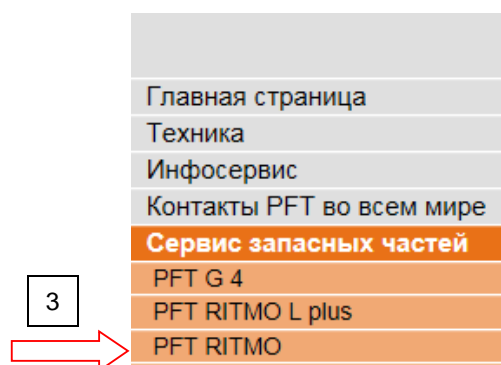 Главная страница
Техника
Инфосервис
Контакты PFT во всем мире
Сервис запасных частей
PFT G 4
PFT RITMO L plus
3
PFT RITMO